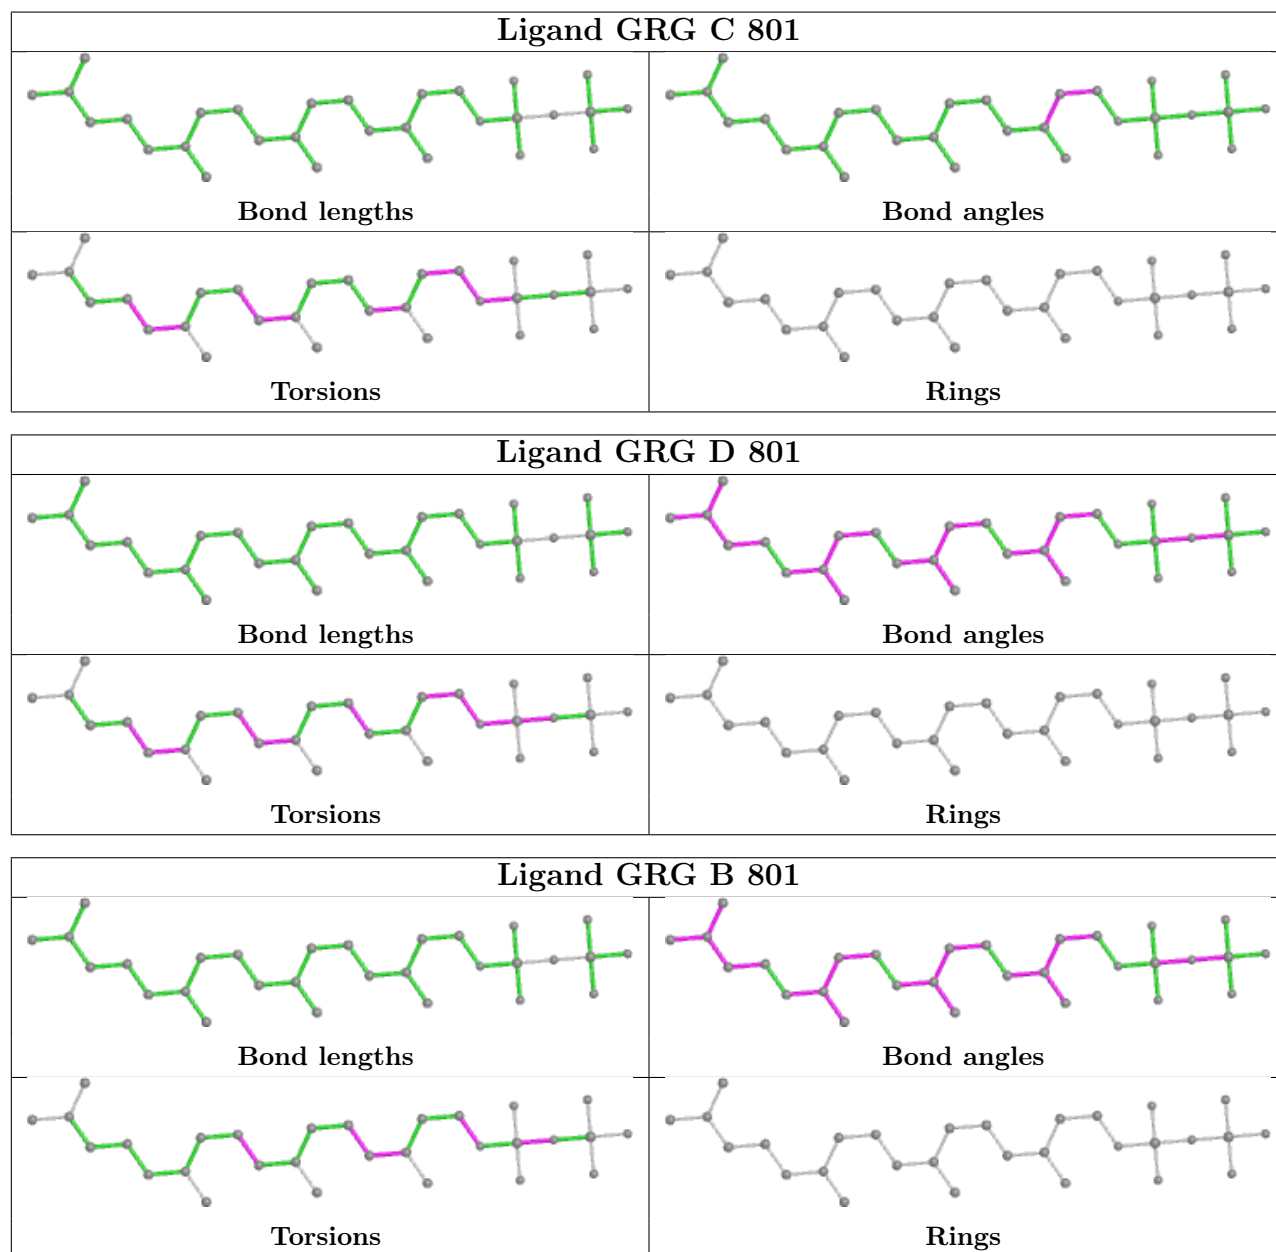 Ligand GRG C 801
Bond lengths
Bond angles
Torsions
Rings
Ligand GRG D 801
Bond lengths
Bond angles
Torsions
Rings
Ligand GRG B 801
Bond lengths
Bond angles
Torsions
Rings